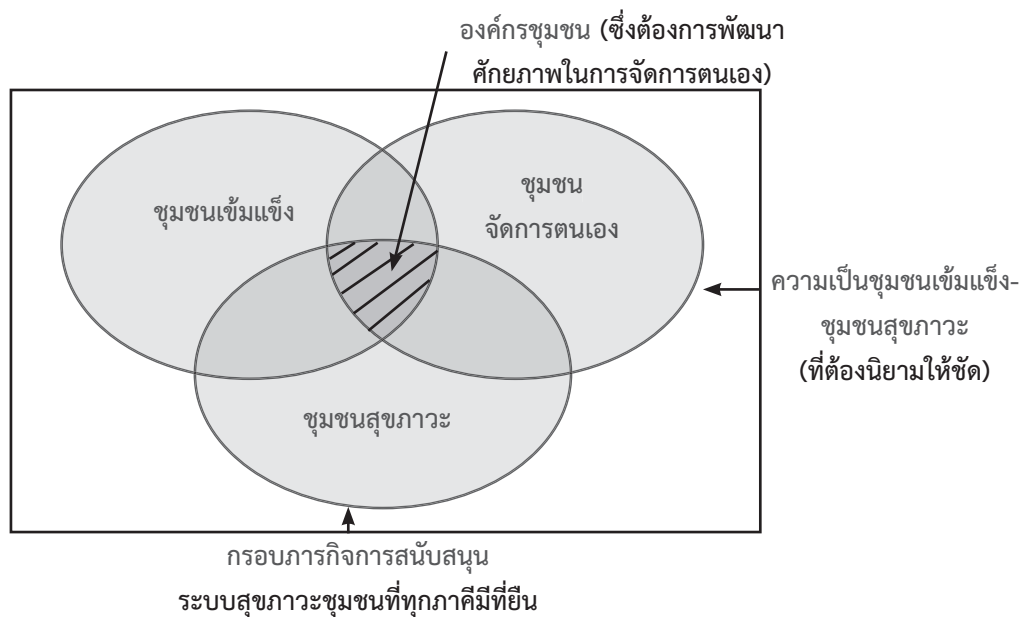 องค์กรชุมชน (ซึ่งต้องการพัฒนา
ศักยภาพในการจัดการตนเอง)
ชุมชนเข้มแข็ง
ชุมชน
จัดการตนเอง
ความเป็นชุมชนเข้มแข็ง-
ชุมชนสุขภาวะ
(ที่ต้องนิยามให้ชัด)
ชุมชนสุขภาวะ
กรอบภารกิจการสนับสนุน
ระบบสุขภาวะชุมชนที่ทุกภาคีมีที่ยืน